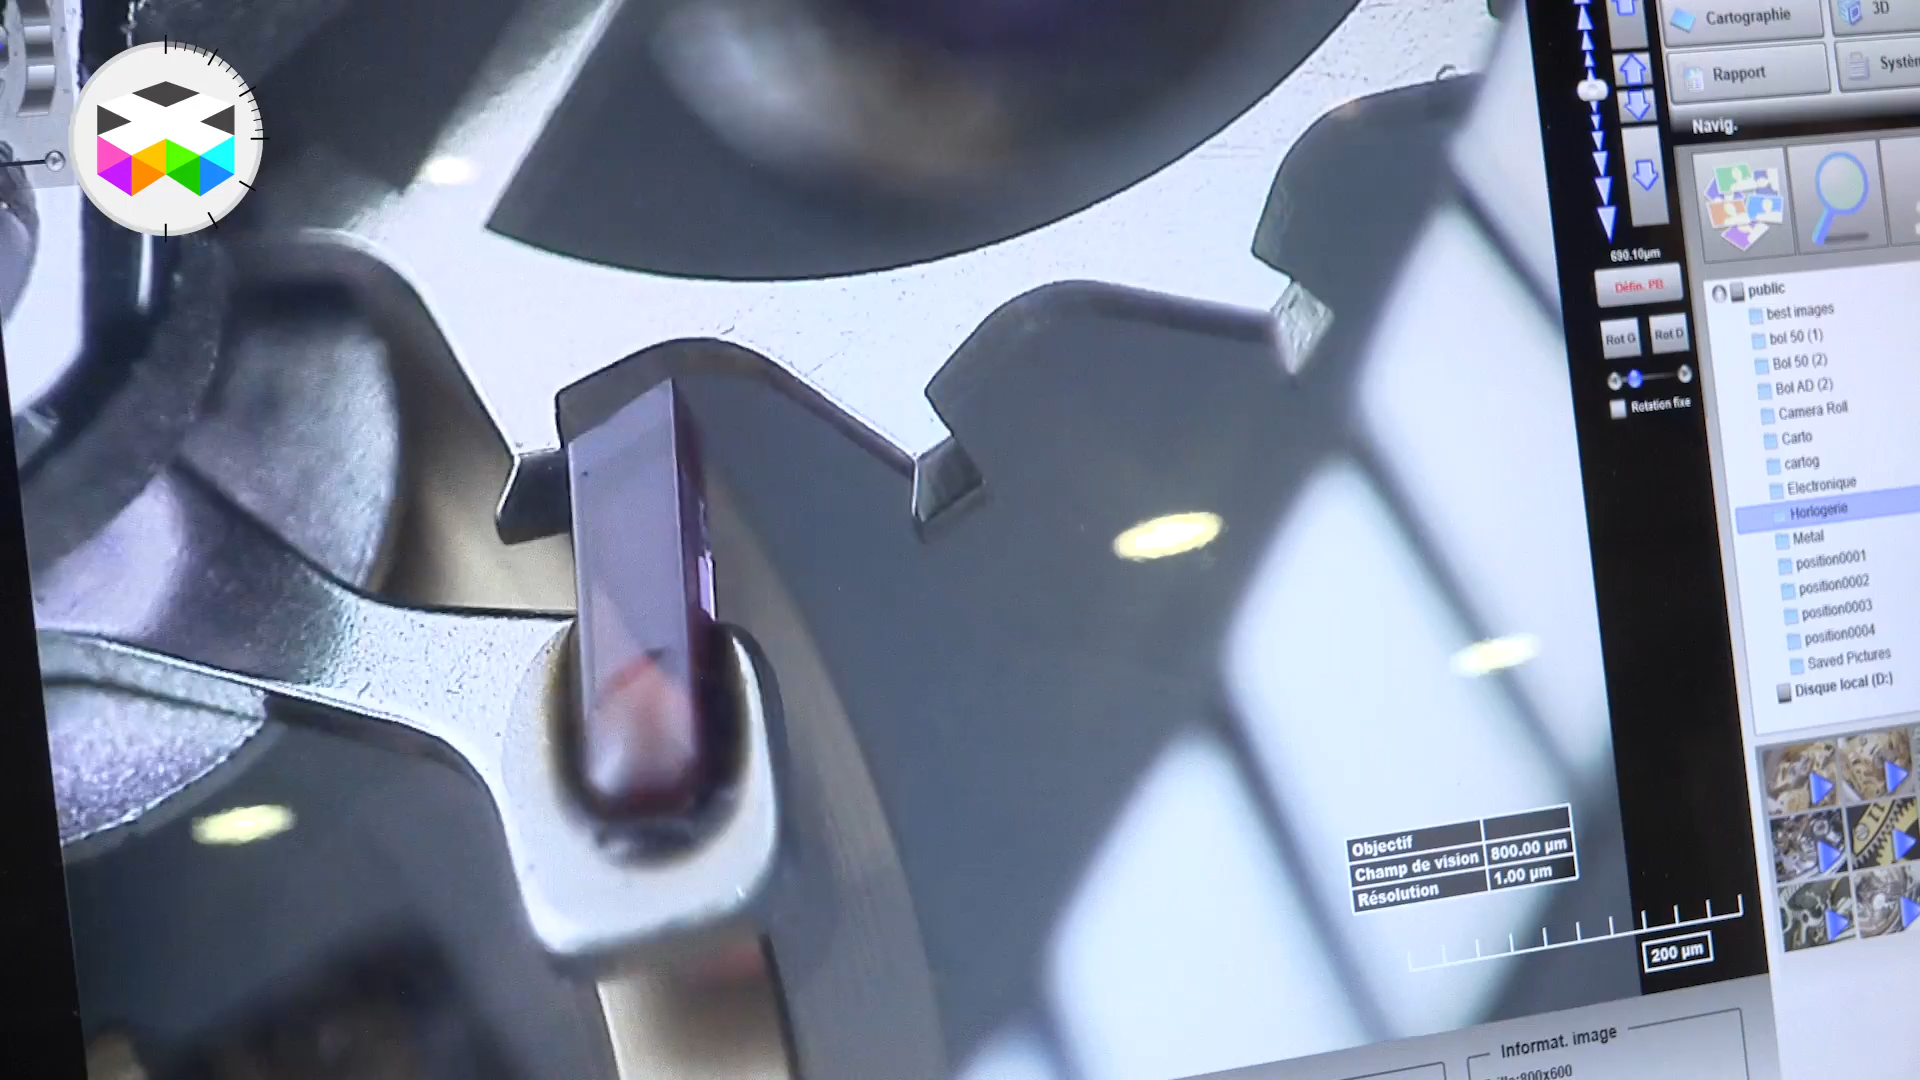 Cartographie
3D
Rapport
Navig.
690.10µm
Défin. PB
Rot G
Rot D
Rotation fixe
public
best images
bol 50 (1)
Bol 50 (2)
Bol AD (2)
Camera Roll
Carto
cartog
Electronique
Horlogerie
Metal
position0001
position0002
position0003
position0004
Saved Pictures
Disque local (D:)
Objectif
Champ de vision 800.00 µm
Résolution 1.00 µm
200 µm
Informat. image